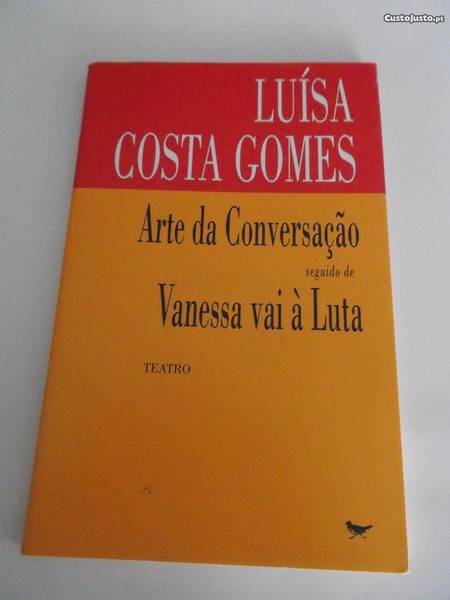 CustoJusto.pt
LUÍSA
COSTA GOMES
Arte da Conversação
seguido de
Vanessa vai à Luta
TEATRO